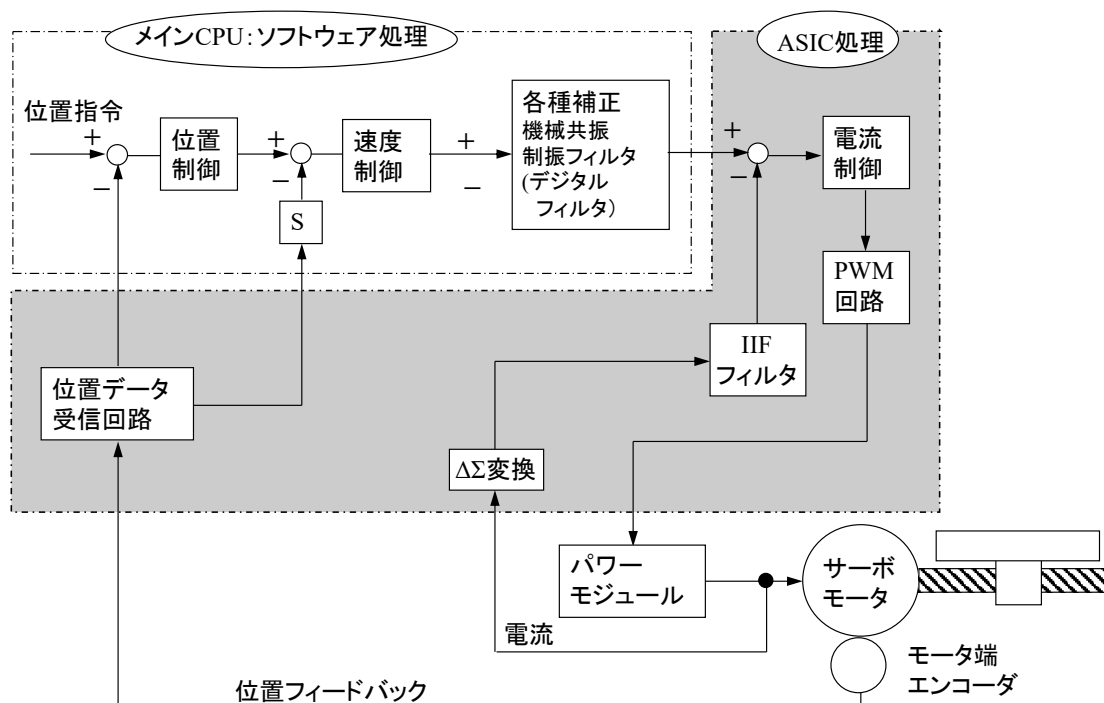 メインCPU:ソフトウェア処理
ASIC処理
位置指令
+
−
位置
制御
+
−
速度
制御
+
−
各種補正
機械共振
制振フィルタ
(デジタル
フィルタ)
+
−
電流
制御
S
PWM
回路
IIF
フィルタ
位置データ
受信回路
ΔΣ変換
パワー
モジュール
サーボ
モータ
電流
モータ端
エンコーダ
位置フィードバック